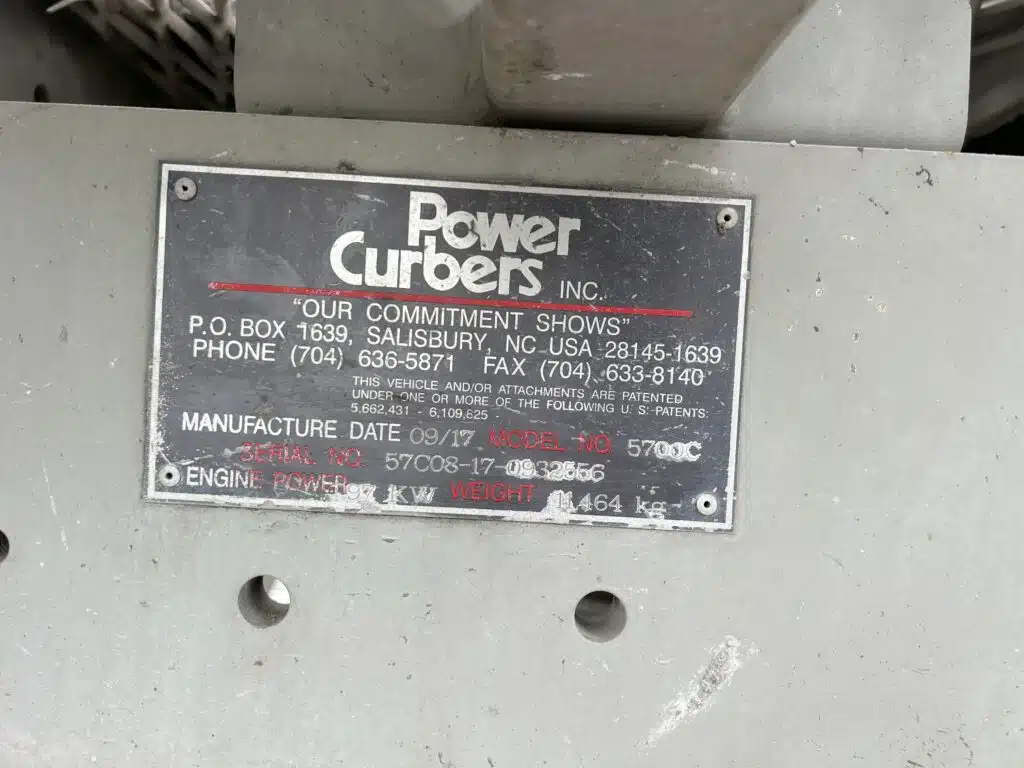 Power
Curbers INC.
"OUR COMMITMENT SHOWS"
P.O. BOX 1639, SALISBURY, NC USA 28145-1639
PHONE (704) 636-5871 FAX (704) 633-8140
THIS VEHICLE AND/OR ATTACHMENTS ARE PATENTED
UNDER ONE OR MORE OF THE FOLLOWING U.S. PATENTS:
5,662,431 - 6,109,825 -
MANUFACTURE DATE 09/17 MODEL NO. 5700C
SERIAL NO. 57C08-17-0932556
ENGINE POWER 97 KW WEIGHT 11464 kg